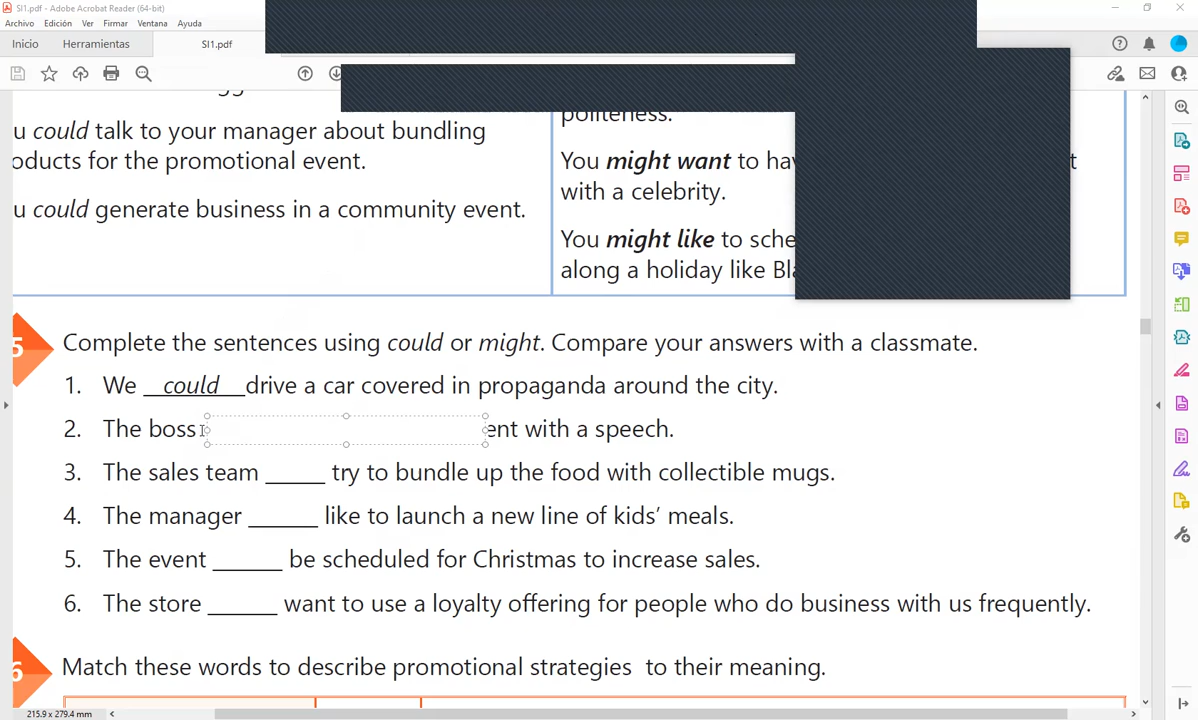 SI1.pdf - Adobe Acrobat Reader (64-bit)
Archivo Edición Ver Firmar Ventana Ayuda
Inicio Herramientas SI1.pdf
u could talk to your manager about bundling
oducts for the promotional event.
u could generate business in a community event.
politeness.
You might want to hav t
with a celebrity.
You might like to sche
along a holiday like Bla
5 Complete the sentences using could or might. Compare your answers with a classmate.
1. We __could__drive a car covered in propaganda around the city.
2. The boss ent with a speech.
3. The sales team _____ try to bundle up the food with collectible mugs.
4. The manager ______ like to launch a new line of kids’ meals.
5. The event ______ be scheduled for Christmas to increase sales.
6. The store ______ want to use a loyalty offering for people who do business with us frequently.
6 Match these words to describe promotional strategies to their meaning.
215.9 x 279.4 mm